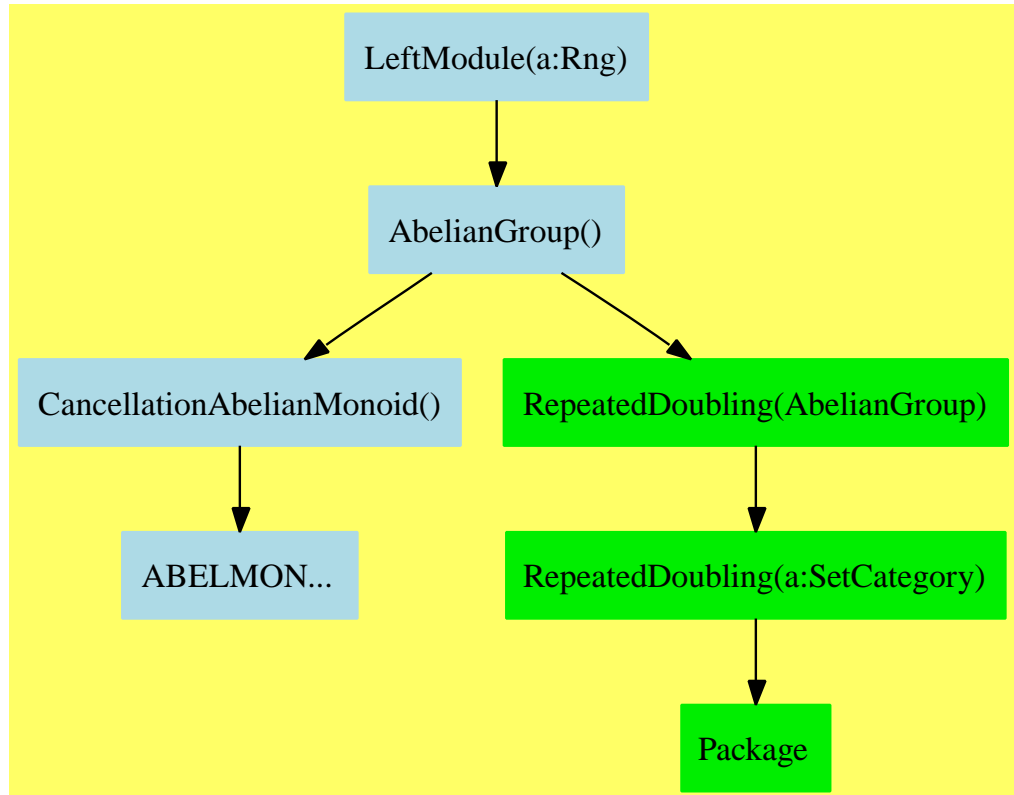 LeftModule(a:Rng)
AbelianGroup()
CancellationAbelianMonoid()
RepeatedDoubling(AbelianGroup)
ABELMON...
RepeatedDoubling(a:SetCategory)
Package